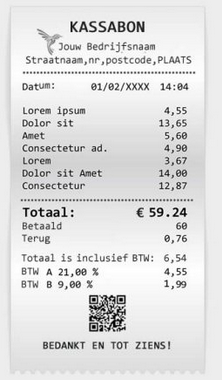 KASSABON
Jouw Bedrijfsnaam
Straatnaam,nr,postcode,PLAATS
Datum: 01/02/XXXX 14:04
Lorem ipsum 4,55
Dolor sit 13,65
Amet 5,60
Consectetur ad. 4,90
Lorem 3,67
Dolor sit Amet 14,00
Consectetur 12,87
Totaal: € 59.24
Betaald 60
Terug 0,76
Totaal is inclusief BTW: 6,54
BTW A 21,00 % 4,55
BTW B 9,00 % 1,99
BEDANKT EN TOT ZIENS!